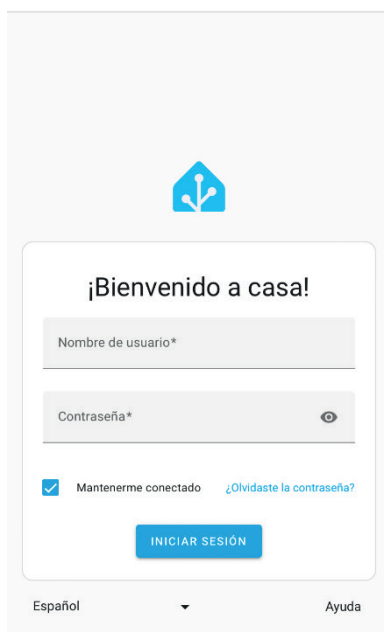 ¡Bienvenido a casa!
Nombre de usuario*
Contraseña*
Mantenerme conectado ¿Olvidaste la contraseña?
INICIAR SESIÓN
Español Ayuda